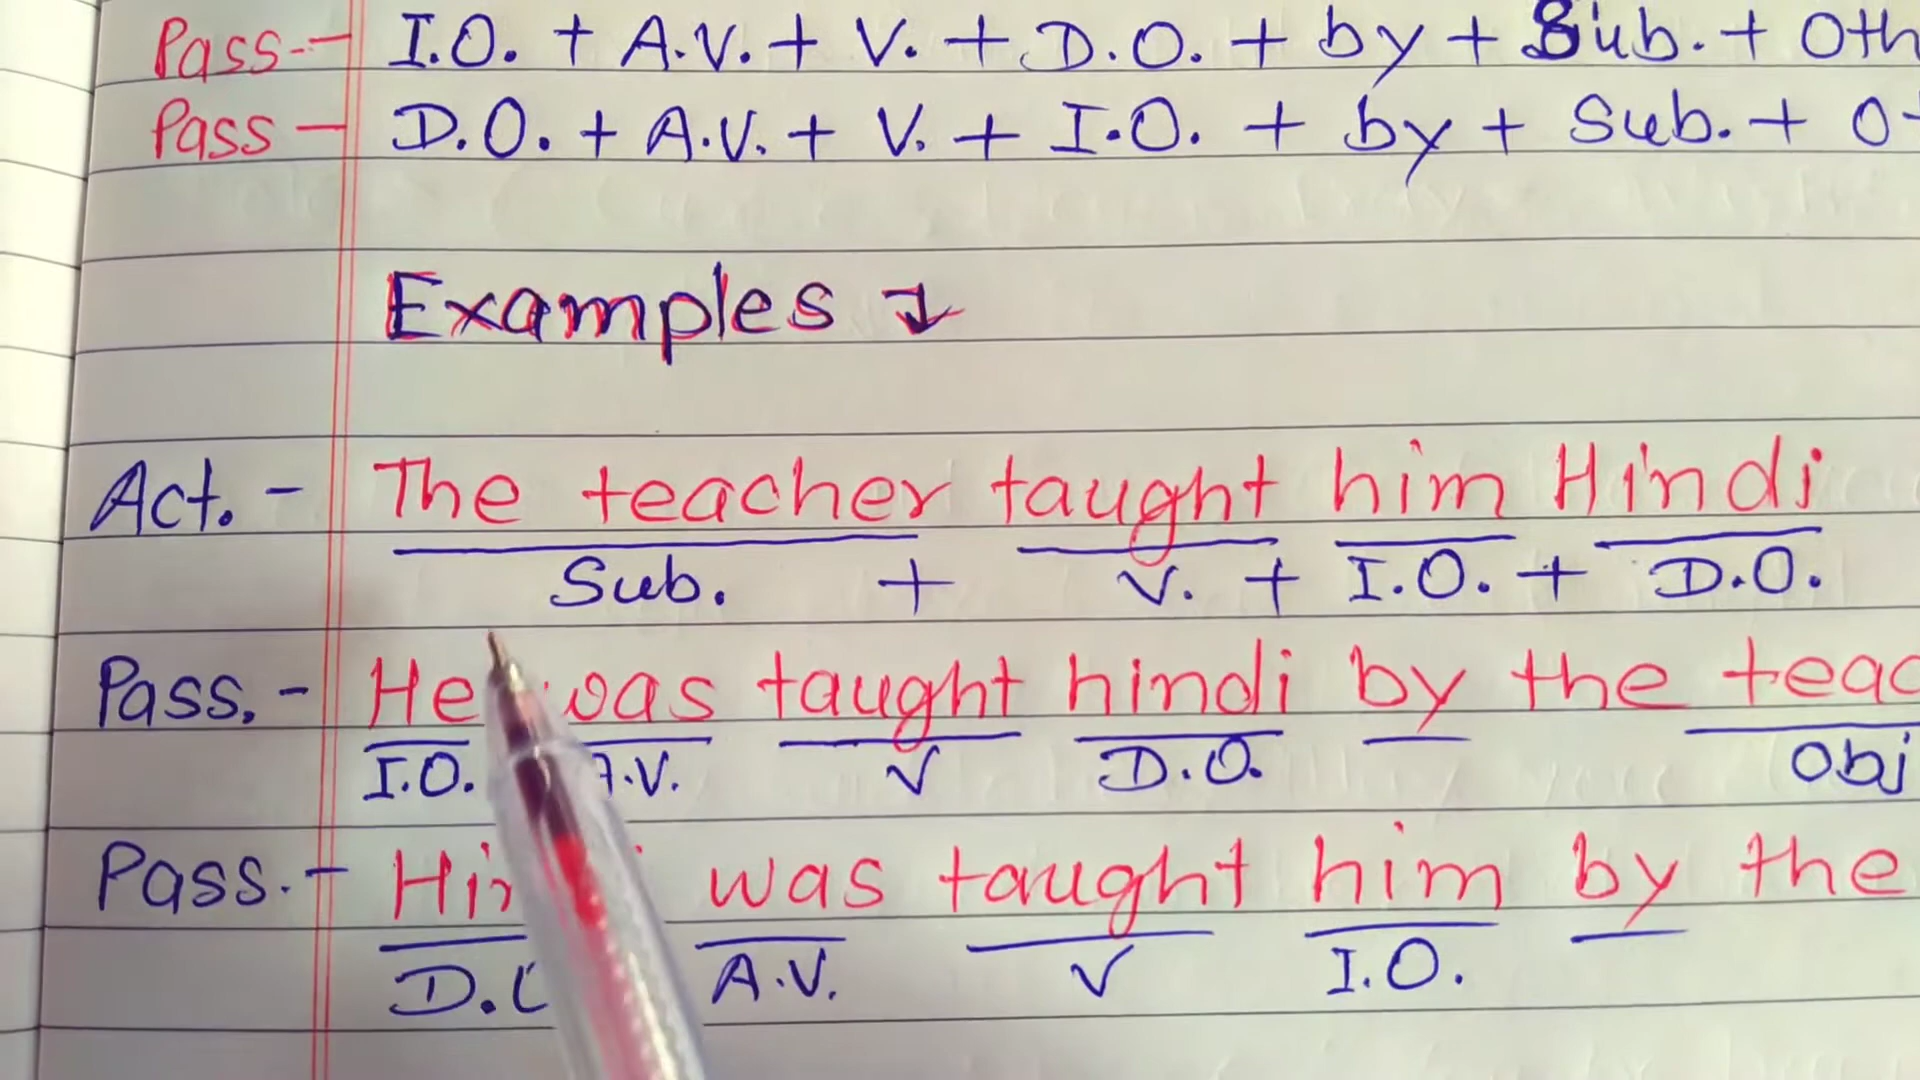 Pass-- I.O. + A.V. + V. + D.O. + by + Sub. + Oth
Pass - D.O. + A.V. + V. + I.O. + by + Sub. + O
Examples
Act. - The teacher taught him Hindi
Sub. + V. + I.O. + D.O.
Pass. - He was taught hindi by the teac
I.O. A.V. V D.O. Obj
Pass. - was taught him by the
A.V. V I.O.